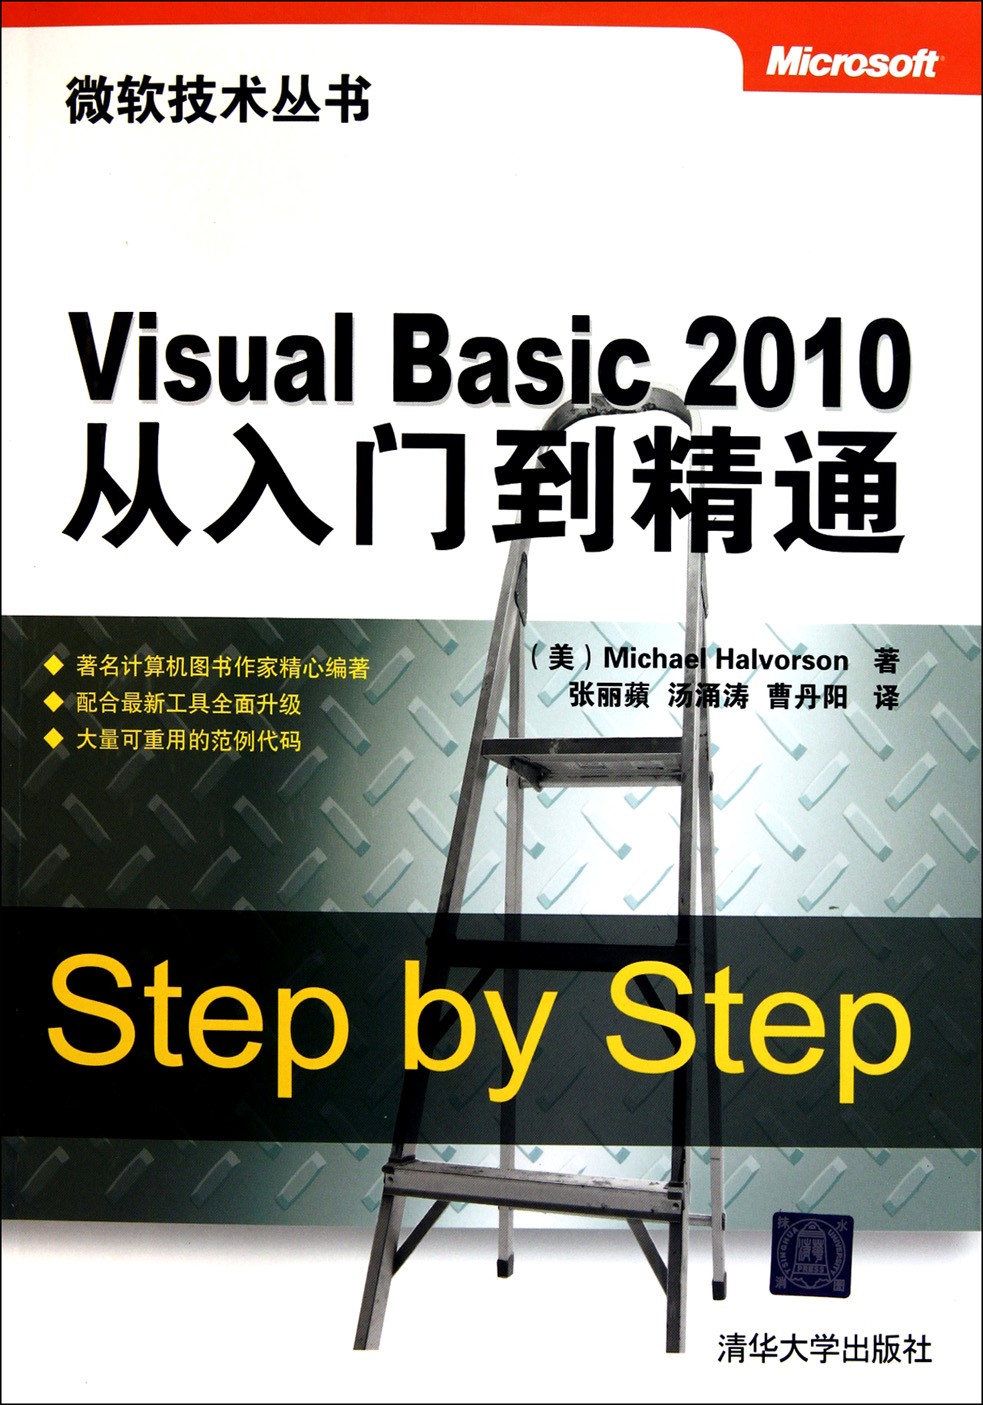 Microsoft
微软技术丛书
Visual Basic 2010
从入门到精通
◆ 著名计算机图书作家精心编著
◆ 配合最新工具全面升级
◆ 大量可重用的范例代码
（美）Michael Halvorson 著
张丽蘋 汤涌涛 曹丹阳 译
Step by Step
TSINGHUA UNIVERSITY
PRESS
清华大学出版社